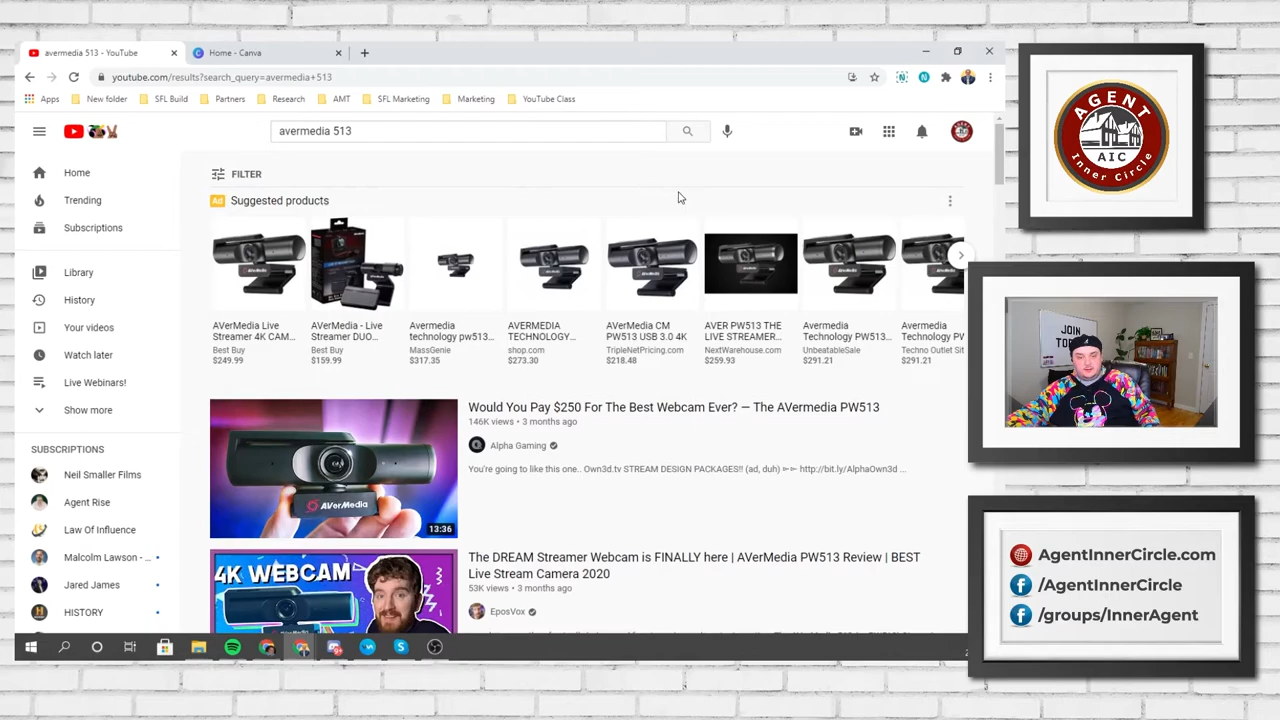 avermedia 513 - YouTube
Home - Canva
youtube.com/results?search_query=avermedia+513
Apps
New folder
SFL Build
Partners
Research
AMT
SFL Marketing
Marketing
YouTube Class
avermedia 513
Home
Trending
Subscriptions
Library
History
Your videos
Watch later
Live Webinars!
Show more
SUBSCRIPTIONS
Neil Smaller Films
Agent Rise
Law Of Influence
Malcolm Lawson - ...
Jared James
HISTORY
FILTER
Ad Suggested products
AVerMedia Live
Streamer 4K CAM...
Best Buy
$249.99
AVerMedia - Live
Streamer DUO...
Best Buy
$159.99
Avermedia
technology pw513...
MassGenie
$317.35
AVERMEDIA
TECHNOLOGY...
shop.com
$273.30
AVerMedia CM
PW513 USB 3.0 4K
TripleNetPricing.com
$218.48
AVER PW513 THE
LIVE STREAMER...
NextWarehouse.com
$259.93
Avermedia
Technology PW513...
UnbeatableSale
$291.21
Avermedia
Technology PW513
Techno Outlet Sit
$291.21
AVerMedia
13:36
Would You Pay $250 For The Best Webcam Ever? — The AVermedia PW513
146K views • 3 months ago
Alpha Gaming
You're going to like this one.. Own3d.tv STREAM DESIGN PACKAGES!! (ad, duh) ►► http://bit.ly/AlphaOwn3d ...
4K WEBCAM
The DREAM Streamer Webcam is FINALLY here | AVerMedia PW513 Review | BEST
Live Stream Camera 2020
53K views • 3 months ago
EposVox
AGENT
AIC
Inner Circle
JOIN
AgentInnerCircle.com
/AgentInnerCircle
/groups/InnerAgent